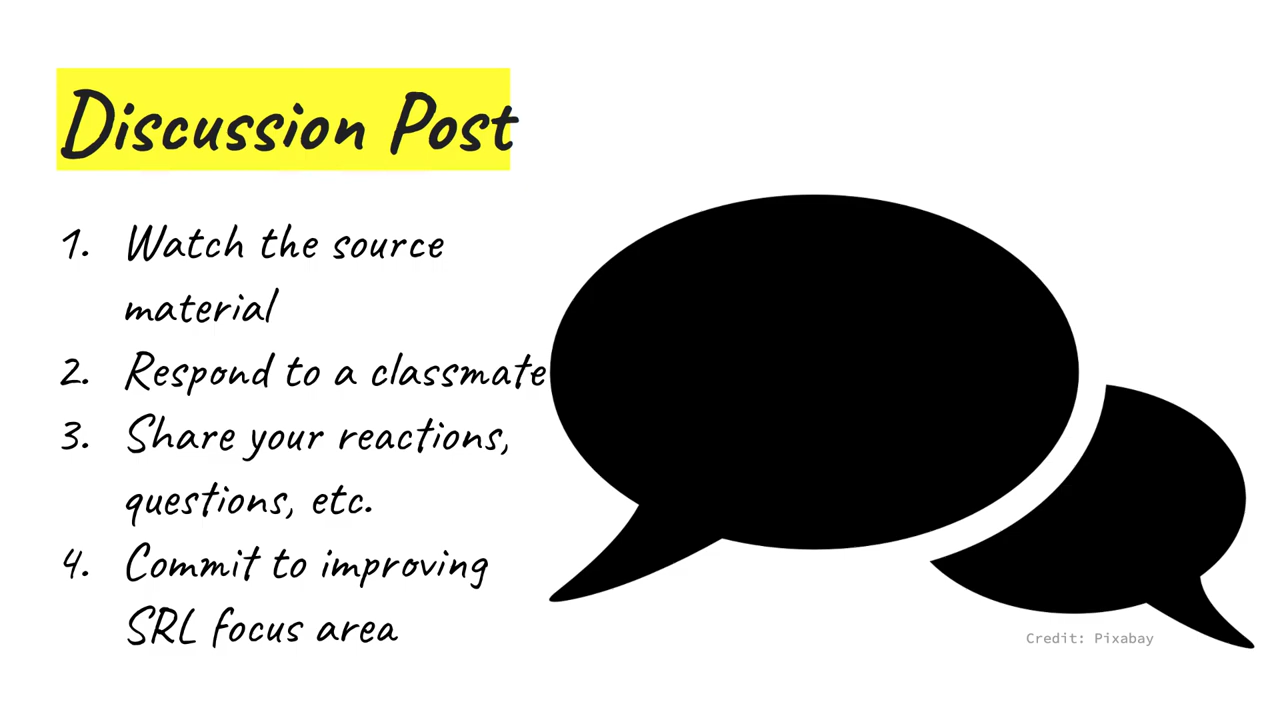 Discussion Post
1. Watch the source
material
2. Respond to a classmate
3. Share your reactions,
questions, etc.
4. Commit to improving
SRL focus area
Credit: Pixabay